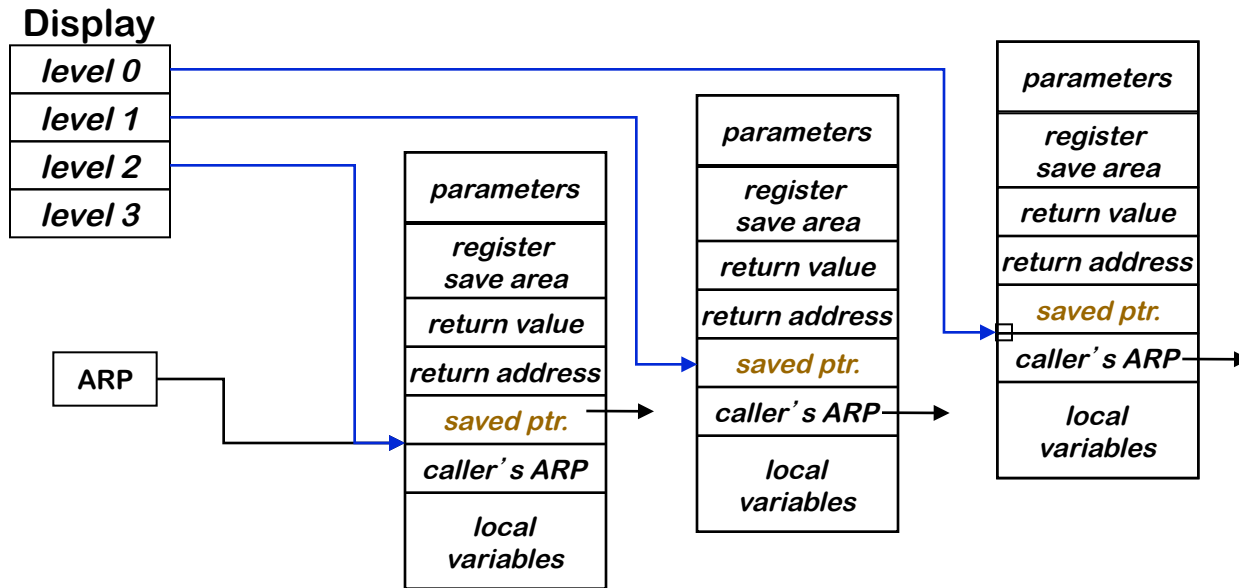 Display
level 0
level 1
level 2
level 3
ARP
parameters
register
save area
return value
return address
saved ptr.
caller’s ARP
local
variables
parameters
register
save area
return value
return address
saved ptr.
caller’s ARP
local
variables
parameters
register
save area
return value
return address
saved ptr.
caller’s ARP
local
variables